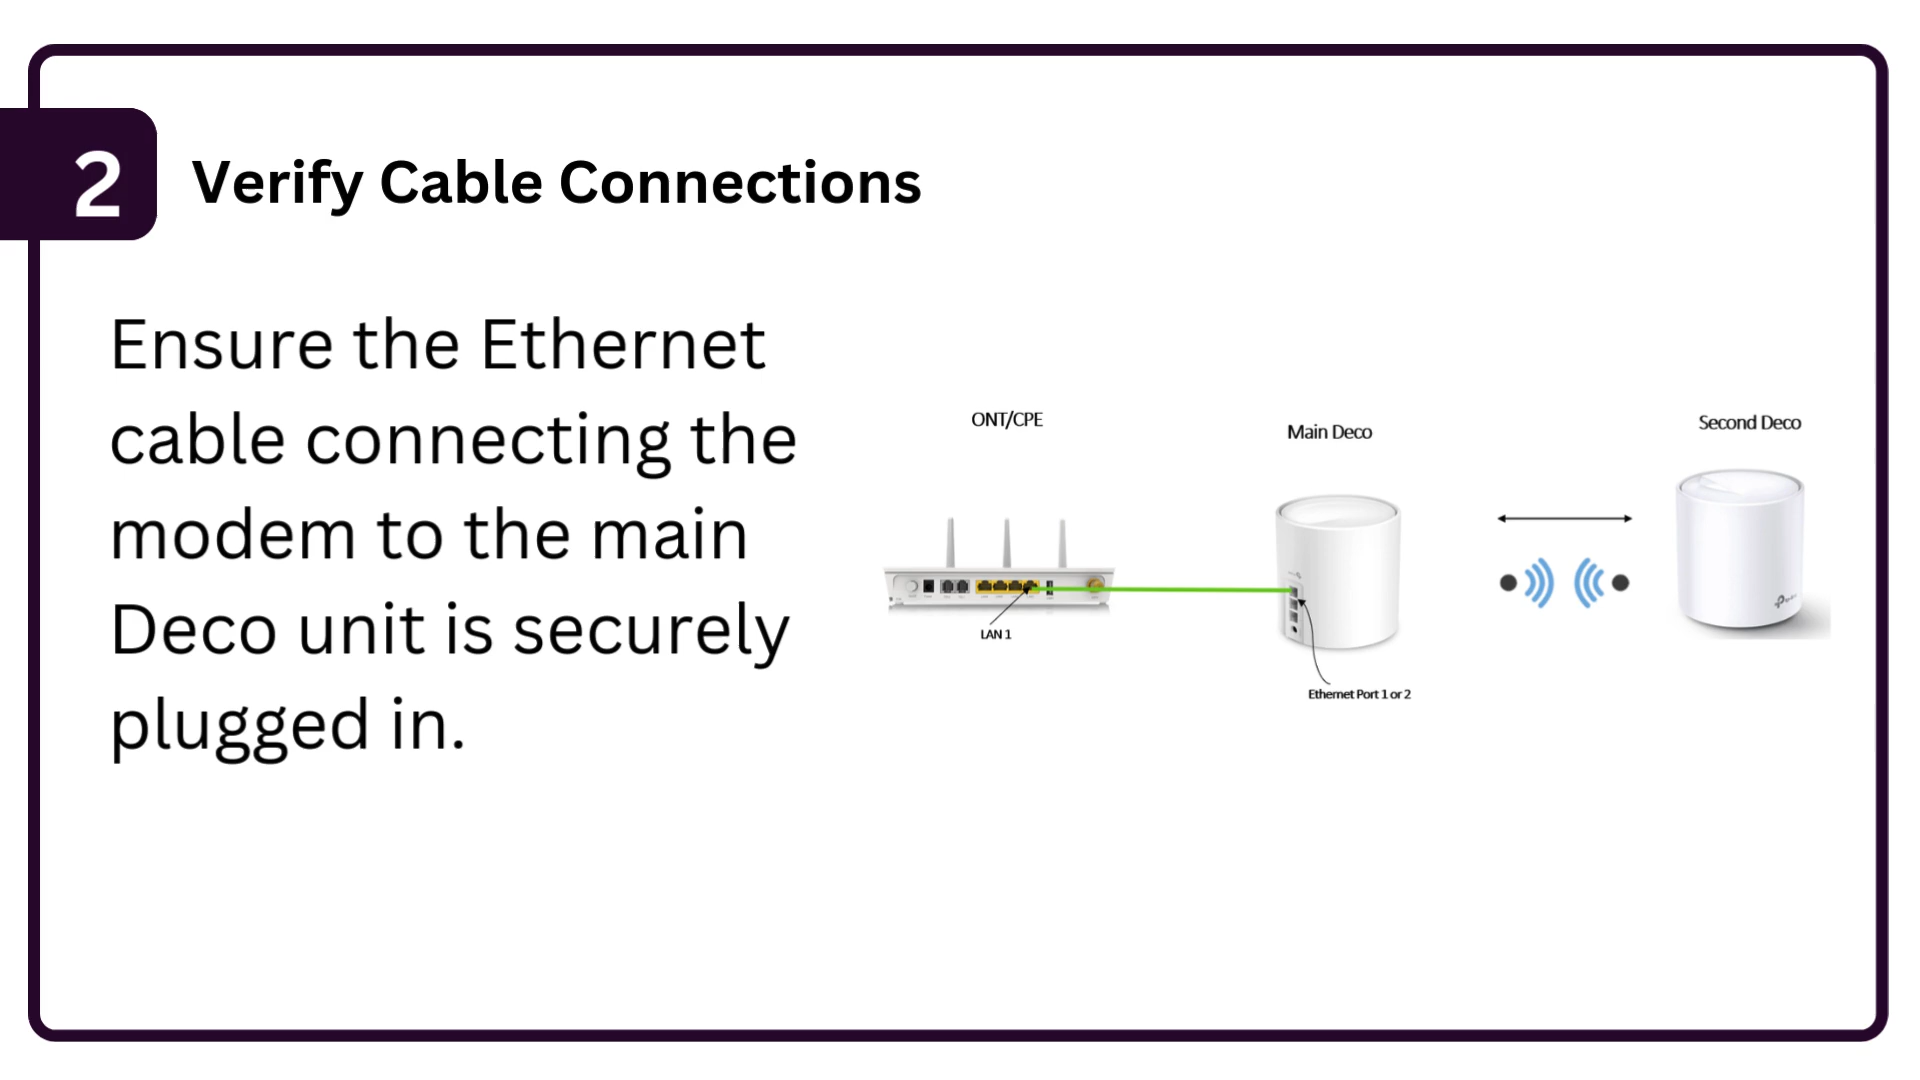 2
Verify Cable Connections
Ensure the Ethernet
cable connecting the
modem to the main
Deco unit is securely
plugged in.
ONT/CPE
Main Deco
Second Deco
LAN 1
Ethernet Port 1 or 2